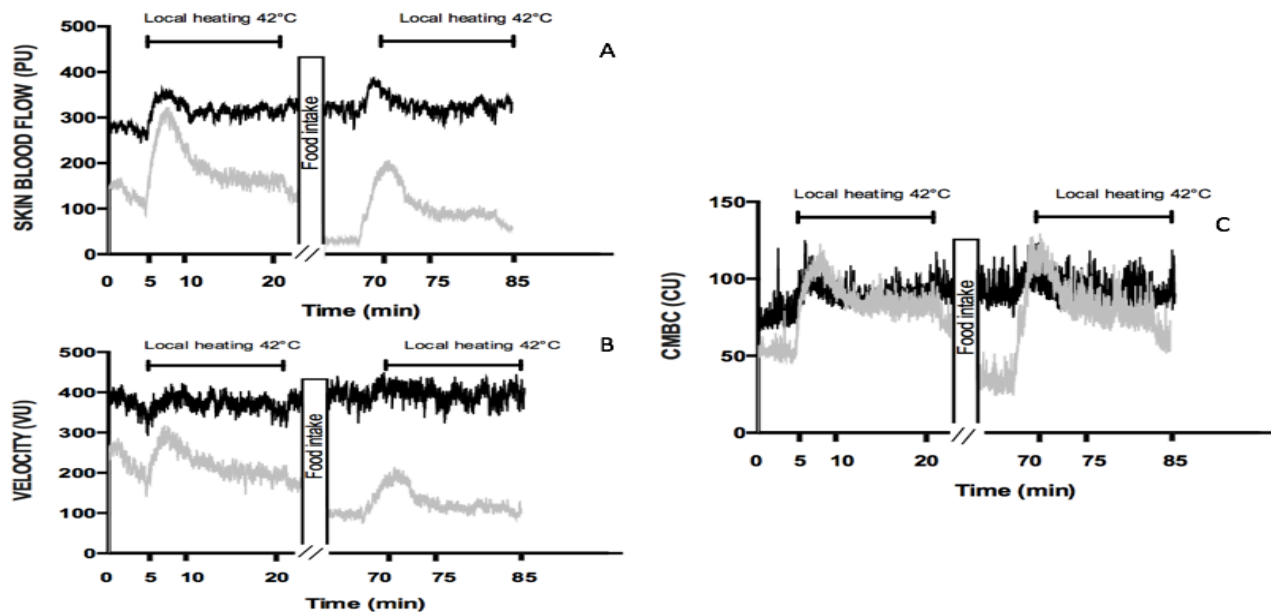 Local heating 42°C
Local heating 42°C
A
SKIN BLOOD FLOW (PU)
500
400
300
200
100
0
Food intake
0
5
10
20
70
75
85
Time (min)
Local heating 42°C
Local heating 42°C
B
VELOCITY (VU)
500
400
300
200
100
0
Food intake
0
5
10
20
70
75
85
Time (min)
Local heating 42°C
Local heating 42°C
C
CMBC (CU)
150
100
50
0
Food intake
0
5
10
20
70
75
85
Time (min)